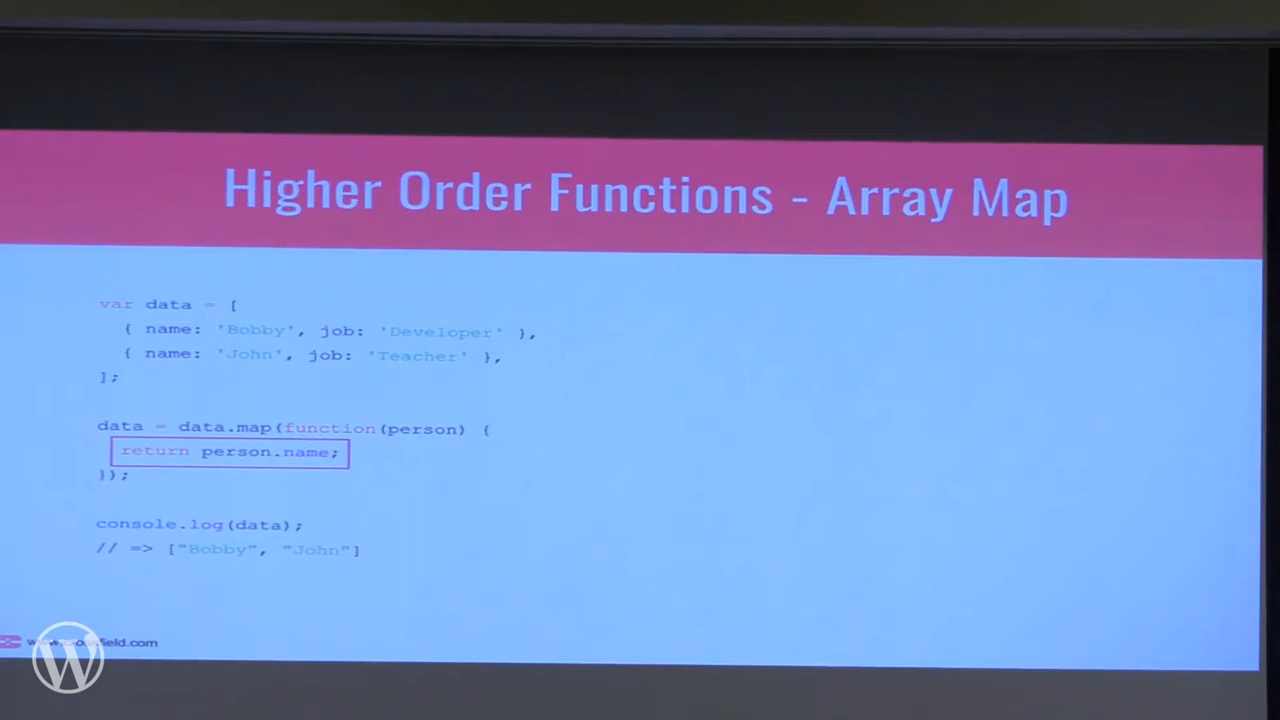 Higher Order Functions - Array Map
var data = [
{ name: 'Bobby', job: 'Developer' },
{ name: 'John', job: 'Teacher' },
];
data = data.map(function(person) {
return person.name;
});
console.log(data);
// => ["Bobby", "John"]